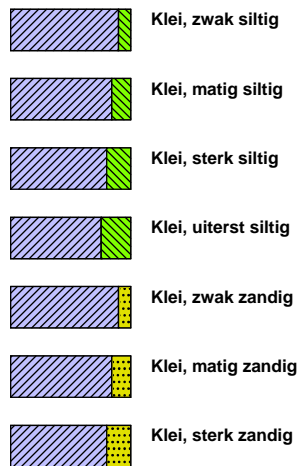 Klei, zwak siltig
Klei, matig siltig
Klei, sterk siltig
Klei, uiterst siltig
Klei, zwak zandig
Klei, matig zandig
Klei, sterk zandig